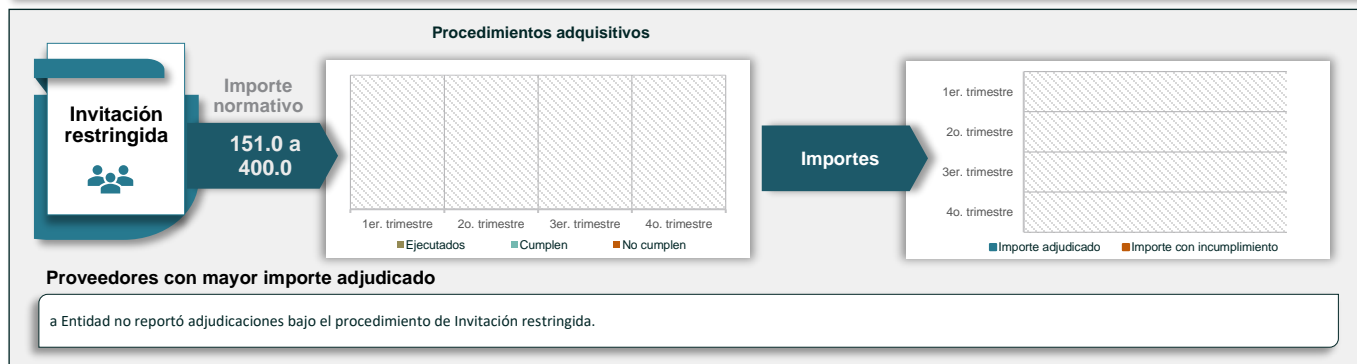 Procedimientos adquisitivos
Invitación
restringida
Importe
normativo
151.0 a
400.0
1er. trimestre 2o. trimestre 3er. trimestre 4o. trimestre
Ejecutados Cumplen No cumplen
Importes
1er. trimestre
2o. trimestre
3er. trimestre
4o. trimestre
Importe adjudicado Importe con incumplimiento
Proveedores con mayor importe adjudicado
a Entidad no reportó adjudicaciones bajo el procedimiento de Invitación restringida.